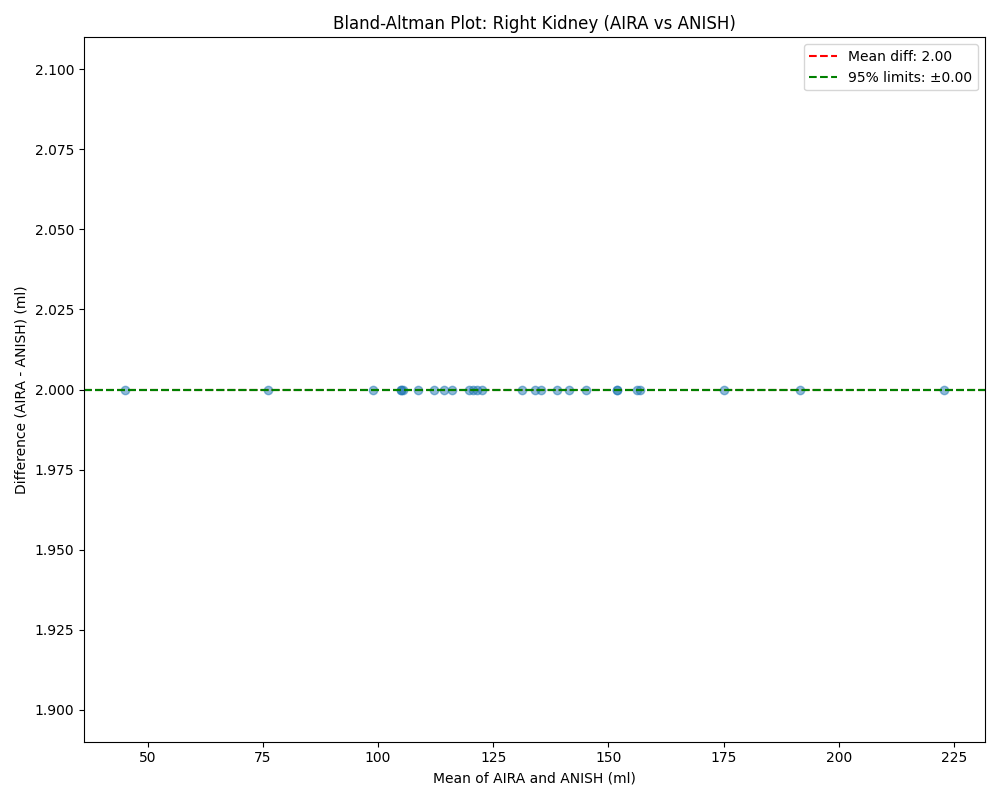 Bland-Altman Plot: Right Kidney (AIRA vs ANISH)
Mean diff: 2.00
95% limits: ±0.00
Difference (AIRA - ANISH) (ml)
2.100
2.075
2.050
2.025
2.000
1.975
1.950
1.925
1.900
50 75 100 125 150 175 200 225
Mean of AIRA and ANISH (ml)